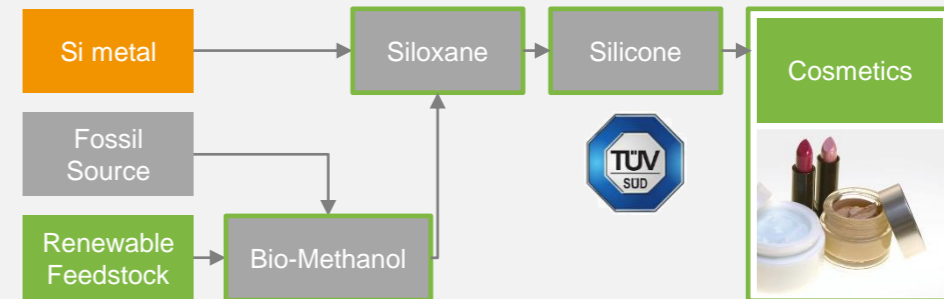 Si metal
Siloxane
Silicone
Cosmetics
Fossil
Source
TÜV
SÜD
Renewable
Feedstock
Bio-Methanol